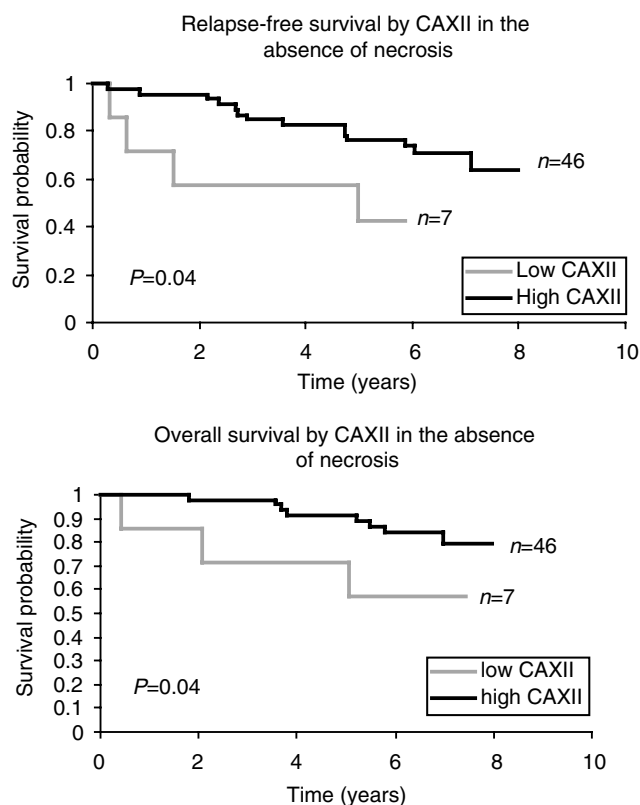 Relapse-free survival by CAXII in the
absence of necrosis
Survival probability
1
0.8
0.6
0.4
0.2
0
n=46
n=7
P=0.04
Low CAXII
High CAXII
0 2 4 6 8 10
Time (years)
Overall survival by CAXII in the absence
of necrosis
Survival probability
1
0.9
0.8
0.7
0.6
0.5
0.4
0.3
0.2
0.1
0
n=46
n=7
P=0.04
low CAXII
high CAXII
0 2 4 6 8 10
Time (years)